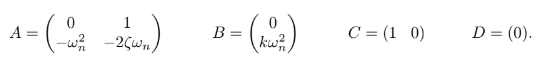 $A = \begin{pmatrix} 0 & 1 \\ -\omega_n^2 & -2\zeta\omega_n \end{pmatrix} \qquad B = \begin{pmatrix} 0 \\ k\omega_n^2 \end{pmatrix} \qquad C = (1 \quad 0) \qquad D = (0).$